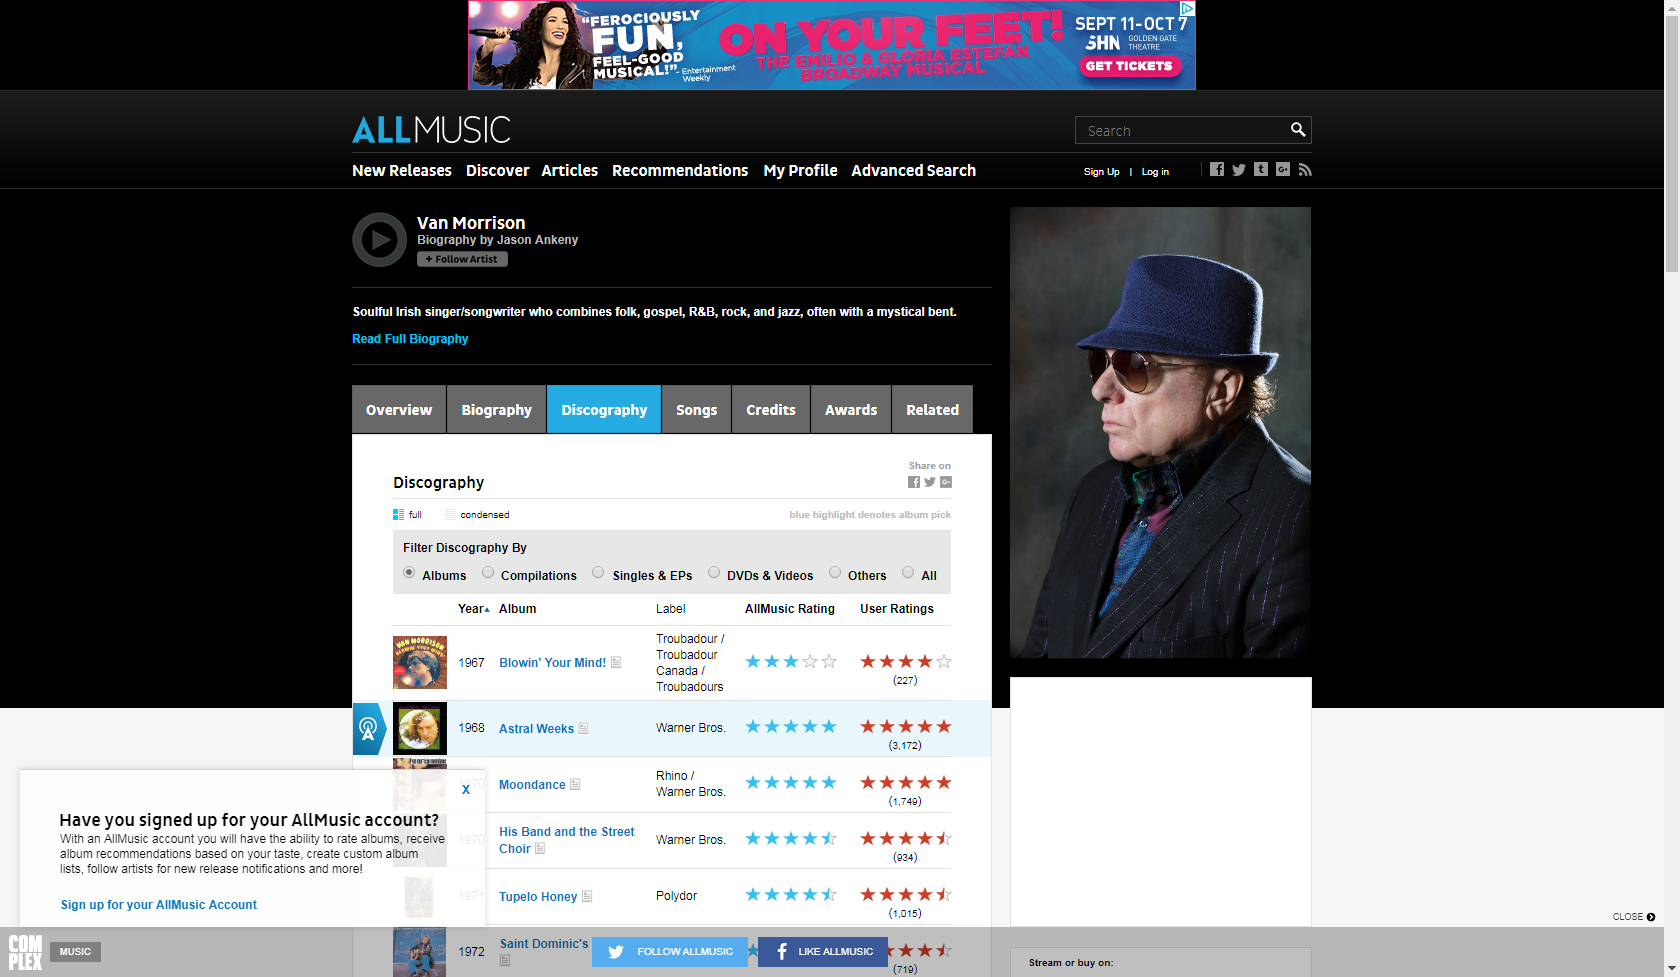 "FEROCIOUSLY
FUN,
FEEL-GOOD
MUSICAL!"
- Entertainment
Weekly
ON YOUR FEET!
THE EMILIO & GLORIA ESTEFAN
BROADWAY MUSICAL
SEPT 11-OCT 7
SHN GOLDEN GATE
THEATRE
GET TICKETS
ALLMUSIC
Search
New Releases Discover Articles Recommendations My Profile Advanced Search
Sign Up | Log in
Van Morrison
Biography by Jason Ankeny
+ Follow Artist
Soulful Irish singer/songwriter who combines folk, gospel, R&B, rock, and jazz, often with a mystical bent.
Read Full Biography
Overview Biography Discography Songs Credits Awards Related
Share on
Discography
full condensed blue highlight denotes album pick
Filter Discography By
Albums Compilations Singles & EPs DVDs & Videos Others All
Year Album Label AllMusic Rating User Ratings
VAN MORRISON
BLOWIN' YOUR MIND!
1967 Blowin' Your Mind! Troubadour /
Troubadour
Canada /
Troubadours
(227)
1968 Astral Weeks Warner Bros.
(3,172)
1970 Moondance Rhino /
Warner Bros.
(1,749)
1970 His Band and the Street
Choir Warner Bros.
(934)
1971 Tupelo Honey Polydor
(1,015)
1972 Saint Dominic's
(719)
X
Have you signed up for your AllMusic account?
With an AllMusic account you will have the ability to rate albums, receive
album recommendations based on your taste, create custom album
lists, follow artists for new release notifications and more!
Sign up for your AllMusic Account
CLOSE
COM
PLEX
MUSIC
FOLLOW ALLMUSIC
LIKE ALLMUSIC
Stream or buy on: